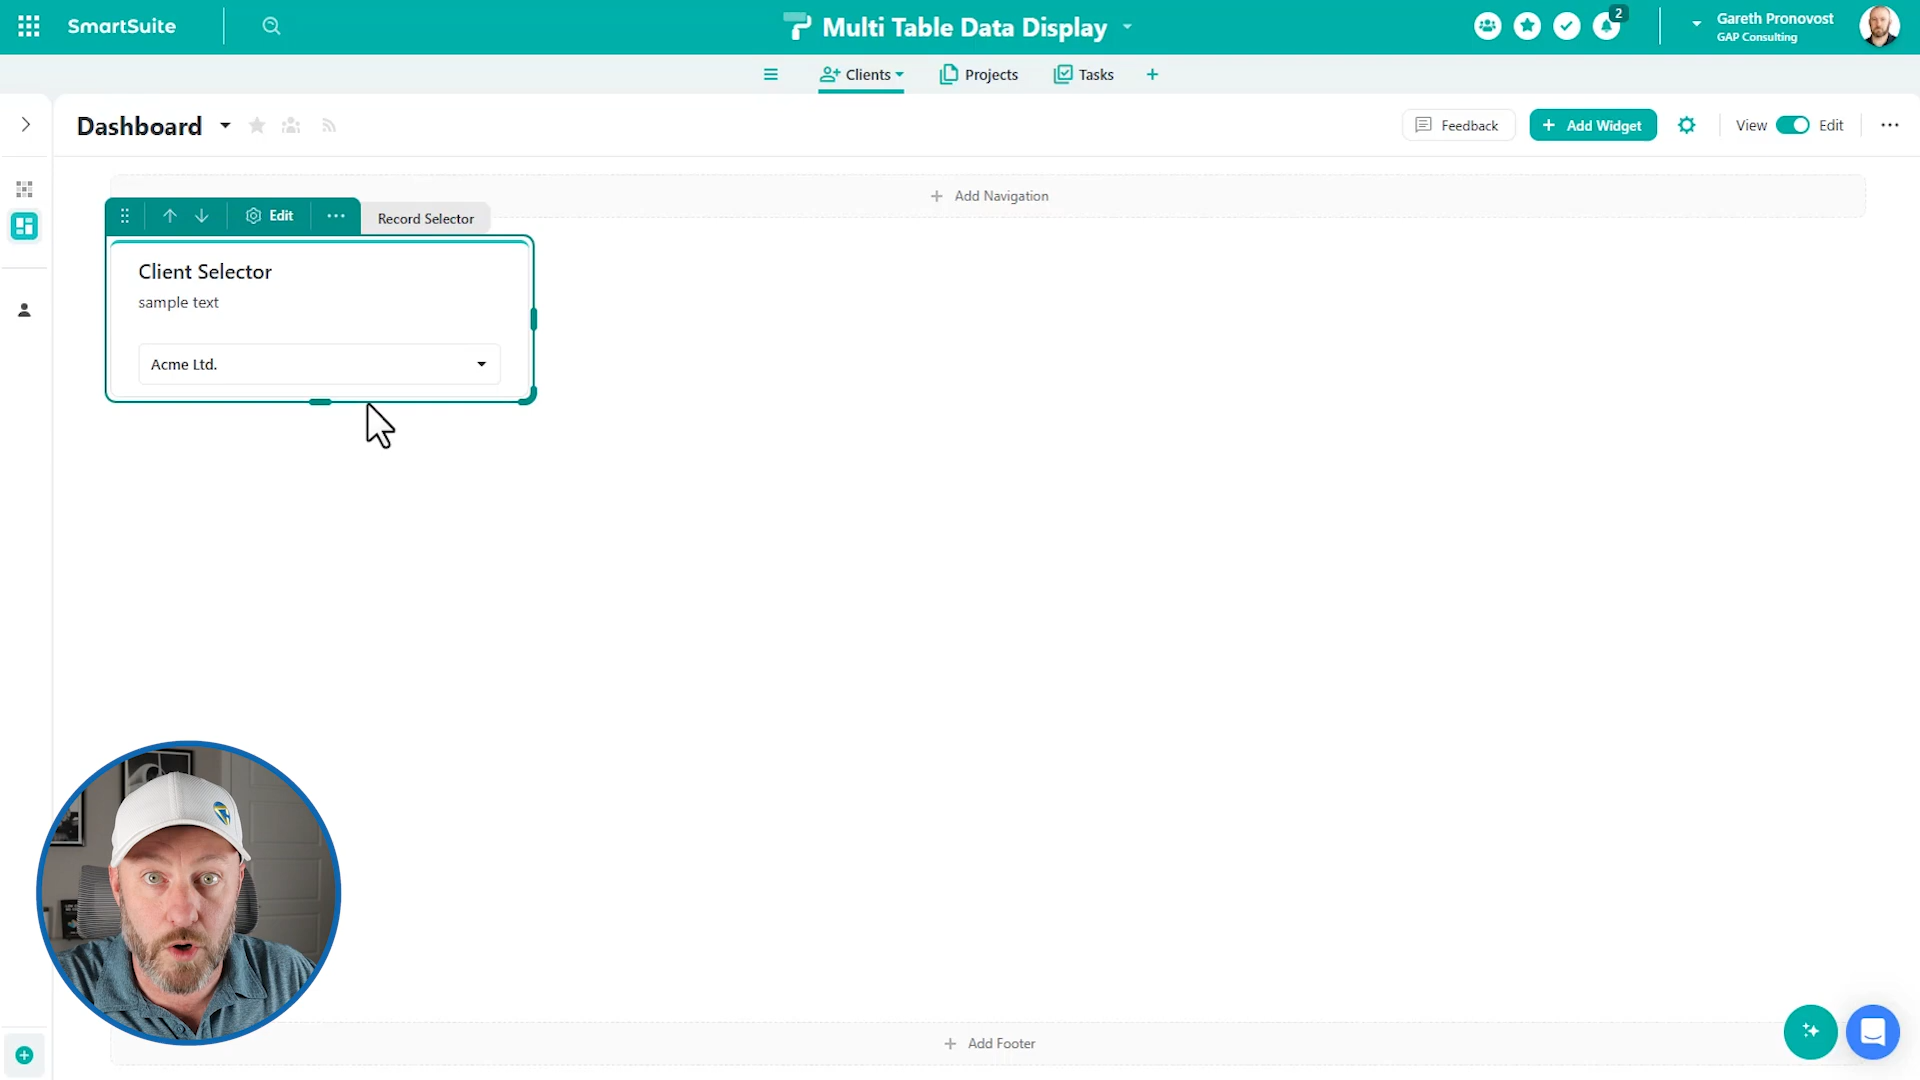 SmartSuite
Multi Table Data Display
2
Gareth Pronovost
GAP Consulting
Clients
Projects
Tasks
Dashboard
Feedback
Add Widget
View
Edit
Add Navigation
Edit
Record Selector
Client Selector
sample text
Acme Ltd.
Add Footer